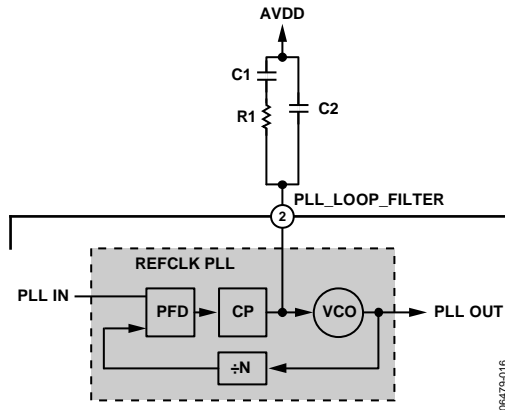 AVDD
C1
C2
R1
PLL_LOOP_FILTER
2
REFCLK PLL
PLL IN
PFD
CP
VCO
PLL OUT
÷N
06479-016